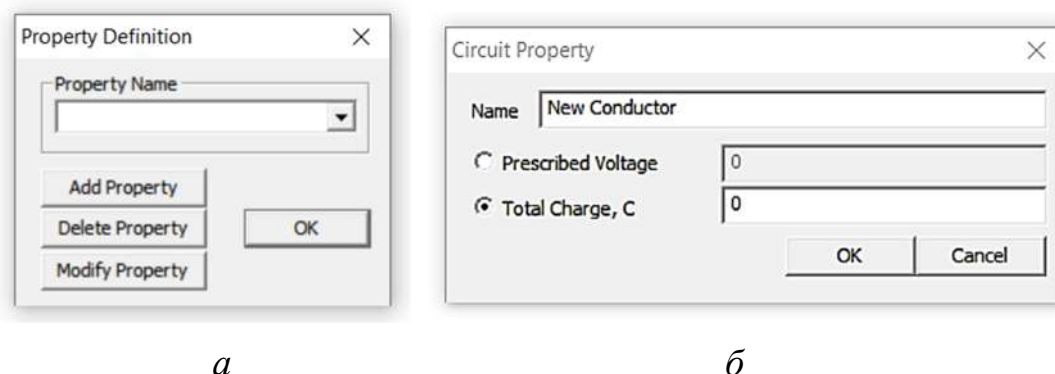 Property Definition
Property Name
Add Property
Delete Property
OK
Modify Property
Circuit Property
Name New Conductor
Prescribed Voltage 0
Total Charge, C 0
OK Cancel
а б